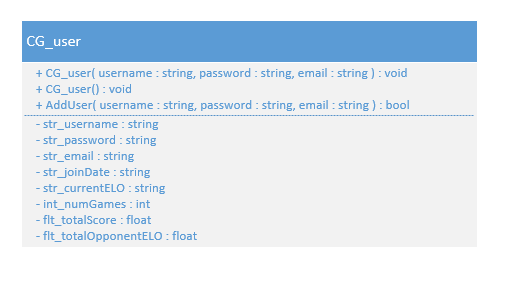 CG_user
+ CG_user( username : string, password : string, email : string ) : void
+ CG_user() : void
+ AddUser( username : string, password : string, email : string ) : bool
- str_username : string
- str_password : string
- str_email : string
- str_joinDate : string
- str_currentELO : string
- int_numGames : int
- flt_totalScore : float
- flt_totalOpponentELO : float